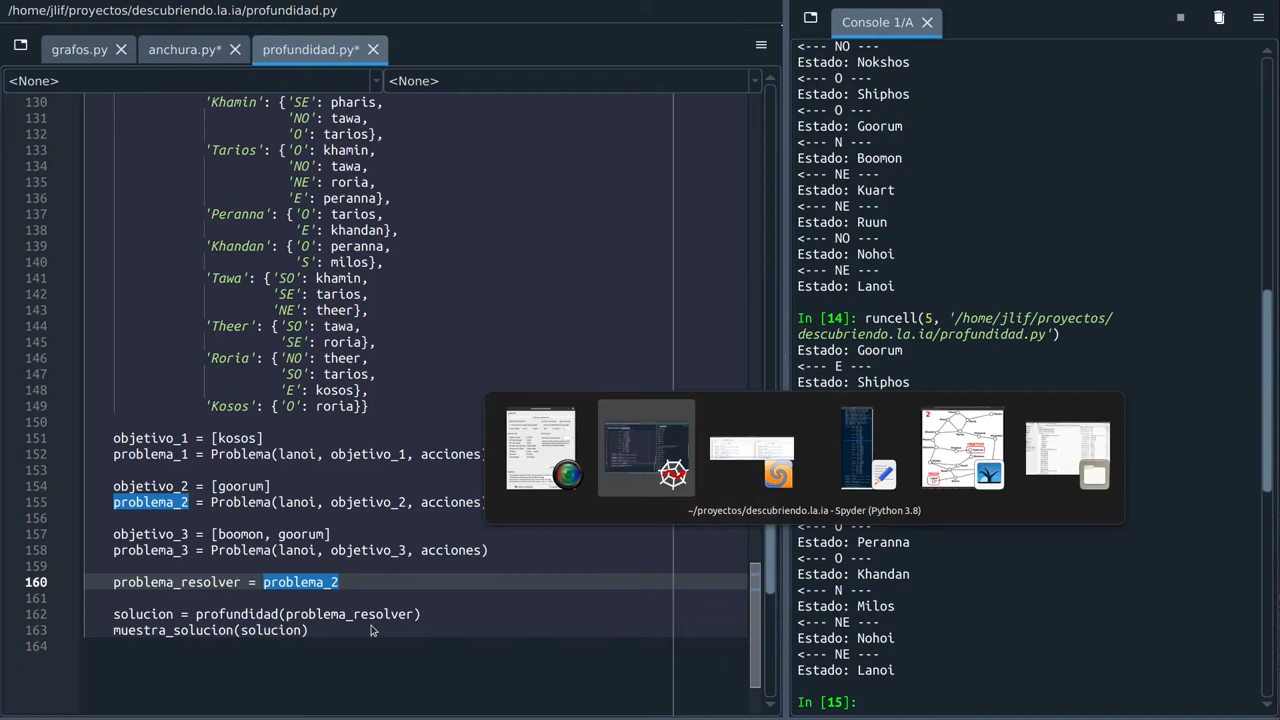 /home/jlif/proyectos/descubriendo.la.ia/profundidad.py
grafos.py
anchura.py*
profundidad.py*
<None>
<None>
130 'Khamin': {'SE': pharis,
131 'NO': tawa,
132 'O': tarios},
133 'Tarios': {'O': khamin,
134 'NO': tawa,
135 'NE': roria,
136 'E': peranna},
137 'Peranna': {'O': tarios,
138 'E': khandan},
139 'Khandan': {'O': peranna,
140 'S': milos},
141 'Tawa': {'SO': khamin,
142 'SE': tarios,
143 'NE': theer},
144 'Theer': {'SO': tawa,
145 'SE': roria},
146 'Roria': {'NO': theer,
147 'SO': tarios,
148 'E': kosos},
149 'Kosos': {'O': roria}}
150
151 objetivo_1 = [kosos]
152 problema_1 = Problema(lanoi, objetivo_1, acciones)
153
154 objetivo_2 = [goorum]
155 problema_2 = Problema(lanoi, objetivo_2, acciones)
156
157 objetivo_3 = [boomon, goorum]
158 problema_3 = Problema(lanoi, objetivo_3, acciones)
159
160 problema_resolver = problema_2
161
162 solucion = profundidad(problema_resolver)
163 muestra_solucion(solucion)
164
Console 1/A
<--- NO ---
Estado: Nokshos
<--- O ---
Estado: Shiphos
<--- O ---
Estado: Goorum
<--- N ---
Estado: Boomon
<--- NE ---
Estado: Kuart
<--- NE ---
Estado: Ruun
<--- NO ---
Estado: Nohoi
<--- NE ---
Estado: Lanoi
In [14]: runcell(5, '/home/jlif/proyectos/
descubriendo.la.ia/profundidad.py')
Estado: Goorum
<--- E ---
Estado: Shiphos
2
~/proyectos/descubriendo.la.ia - Spyder (Python 3.8)
<--- O ---
Estado: Peranna
<--- O ---
Estado: Khandan
<--- N ---
Estado: Milos
<--- NE ---
Estado: Nohoi
<--- NE ---
Estado: Lanoi
In [15]: